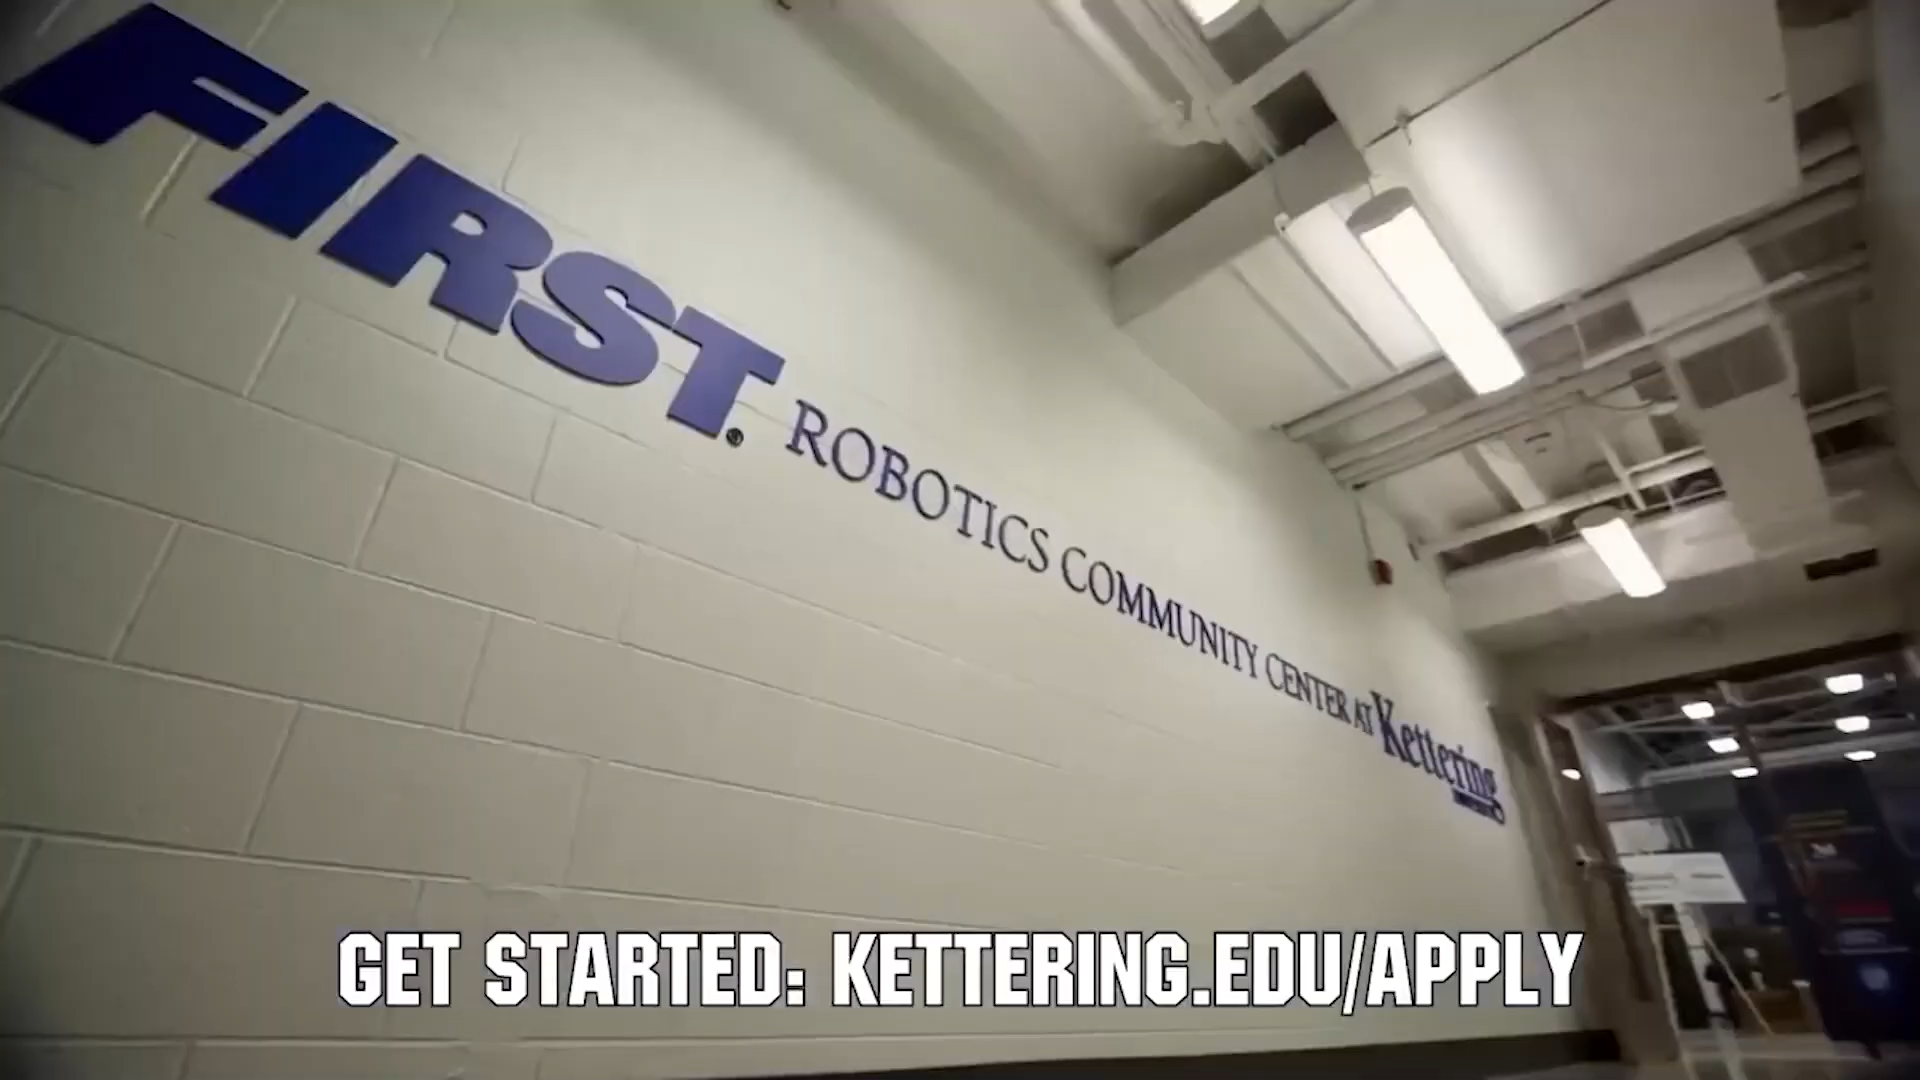 FIRST® ROBOTICS COMMUNITY CENTER AT Kettering
GET STARTED: KETTERING.EDU/APPLY